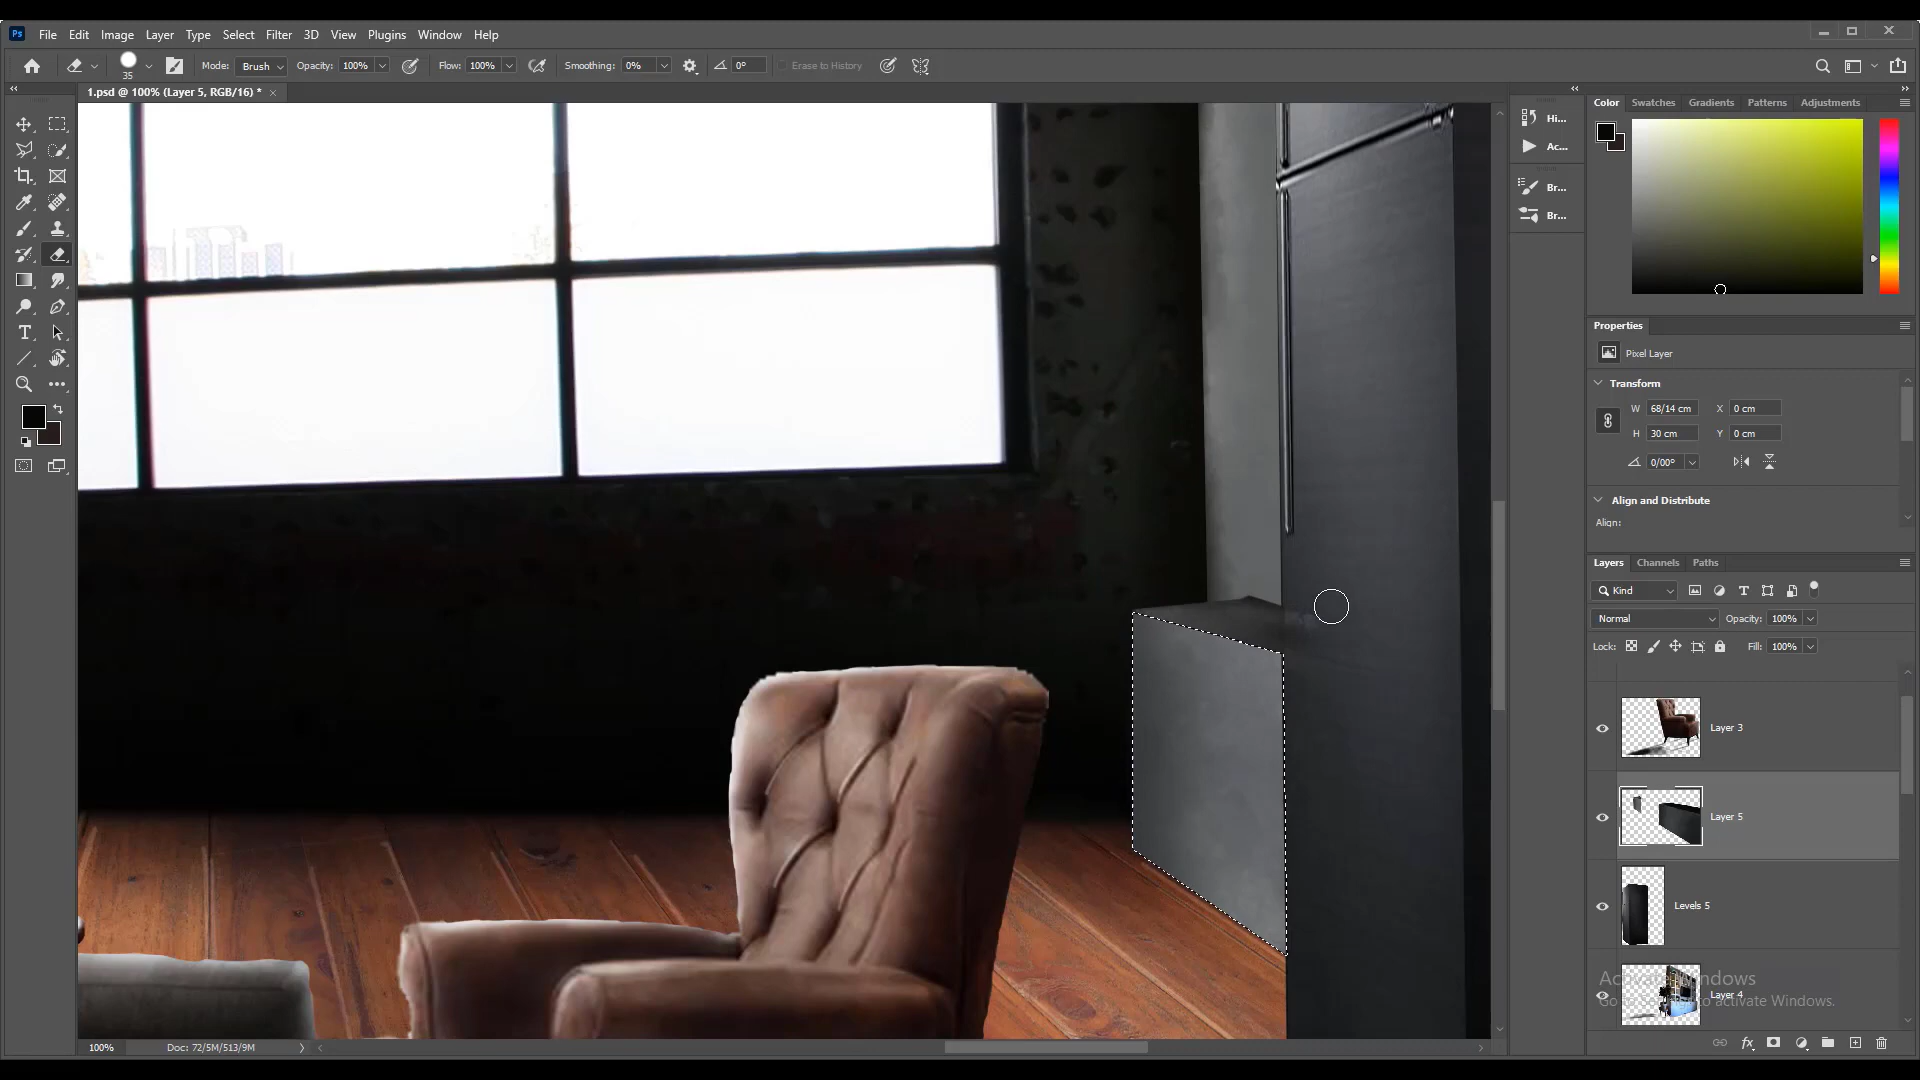 Ps File Edit Image Layer Type Select Filter 3D View Plugins Window Help
35 Mode: Brush Opacity: 100% Flow: 100% Smoothing: 0% 0° Erase to History
1.psd @ 100% (Layer 5, RGB/16) *
Hi...
Ac...
Br...
Br...
Color Swatches Gradients Patterns Adjustments
Properties
Pixel Layer
Transform
W 68/14 cm X 0 cm
H 30 cm Y 0 cm
0/00°
Align and Distribute
Align:
Layers Channels Paths
Kind
Normal Opacity: 100%
Lock: Fill: 100%
Layer 3
Layer 5
Levels 5
Layer 4
Activate Windows
Go to to activate Windows.
100% Doc: 72/5M/513/9M
fx